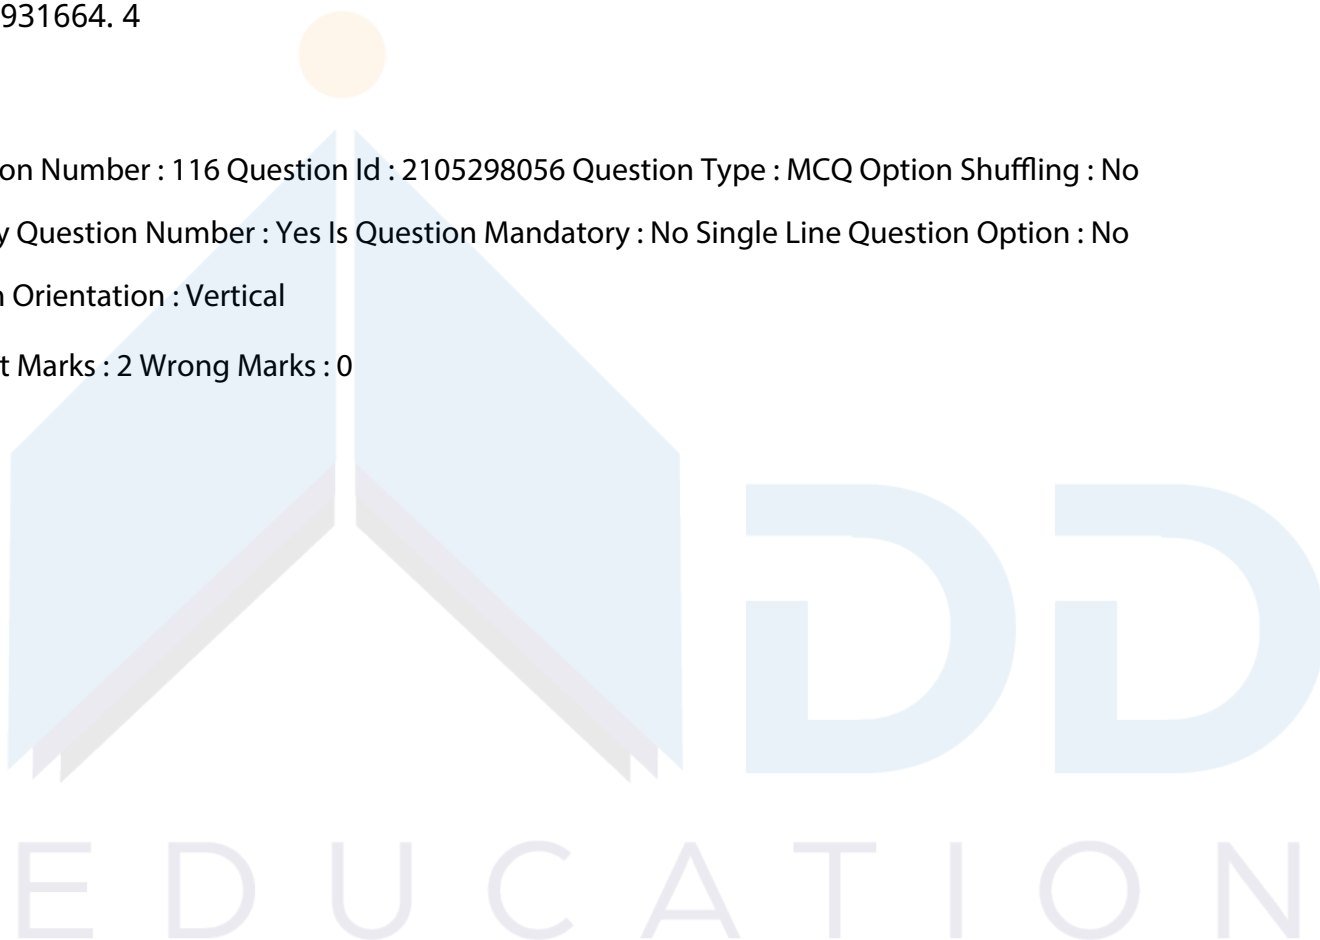 931664. 4
on Number : 116 Question Id : 2105298056 Question Type : MCQ Option Shuffling : No
y Question Number : Yes Is Question Mandatory : No Single Line Question Option : No
n Orientation : Vertical
t Marks : 2 Wrong Marks : 0
DD
EDUCATION